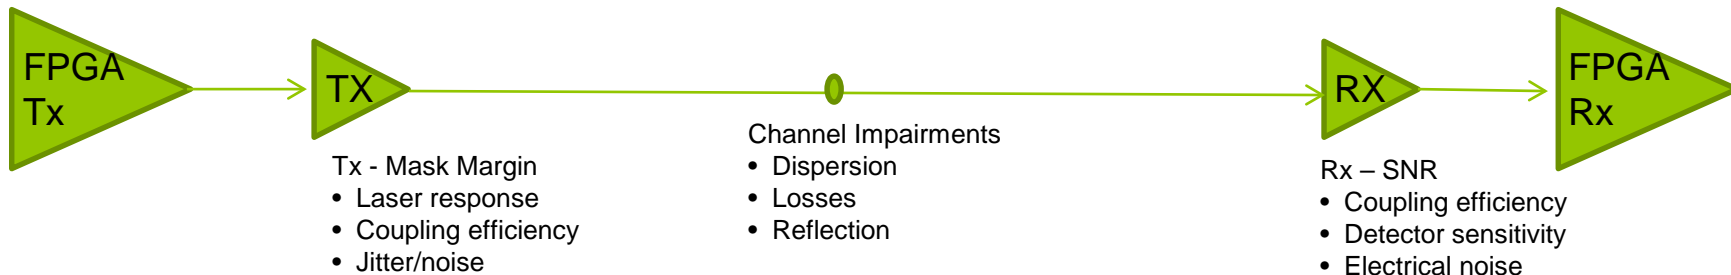 FPGA
Tx
TX
RX
FPGA
Rx
Tx - Mask Margin
• Laser response
• Coupling efficiency
• Jitter/noise
Channel Impairments
• Dispersion
• Losses
• Reflection
Rx – SNR
• Coupling efficiency
• Detector sensitivity
• Electrical noise